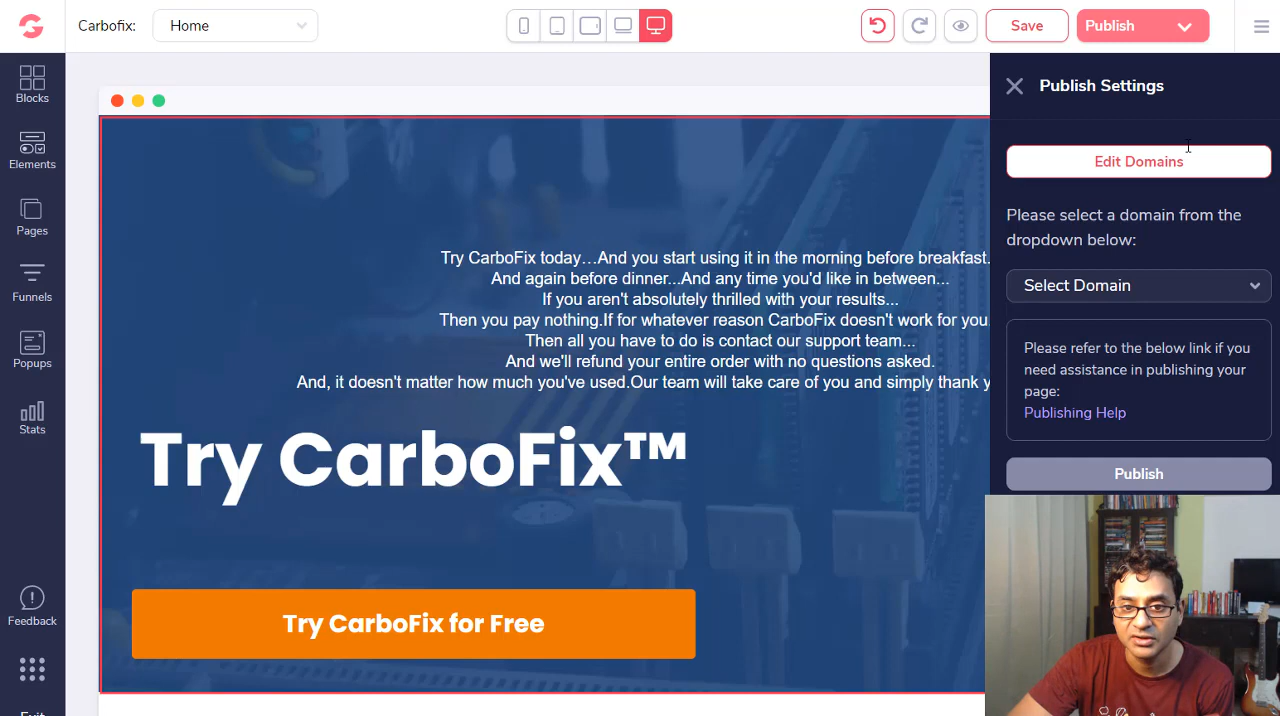 Carbofix:
Home
Save
Publish
Blocks
Elements
Pages
Funnels
Popups
Stats
Feedback
Exit
Try CarboFix today...And you start using it in the morning before breakfast.
And again before dinner...And any time you'd like in between...
If you aren't absolutely thrilled with your results...
Then you pay nothing.If for whatever reason CarboFix doesn't work for you
Then all you have to do is contact our support team...
And we'll refund your entire order with no questions asked.
And, it doesn't matter how much you've used.Our team will take care of you and simply thank y
Try CarboFix™
Try CarboFix for Free
Publish Settings
Edit Domains
Please select a domain from the
dropdown below:
Select Domain
Please refer to the below link if you
need assistance in publishing your
page:
Publishing Help
Publish